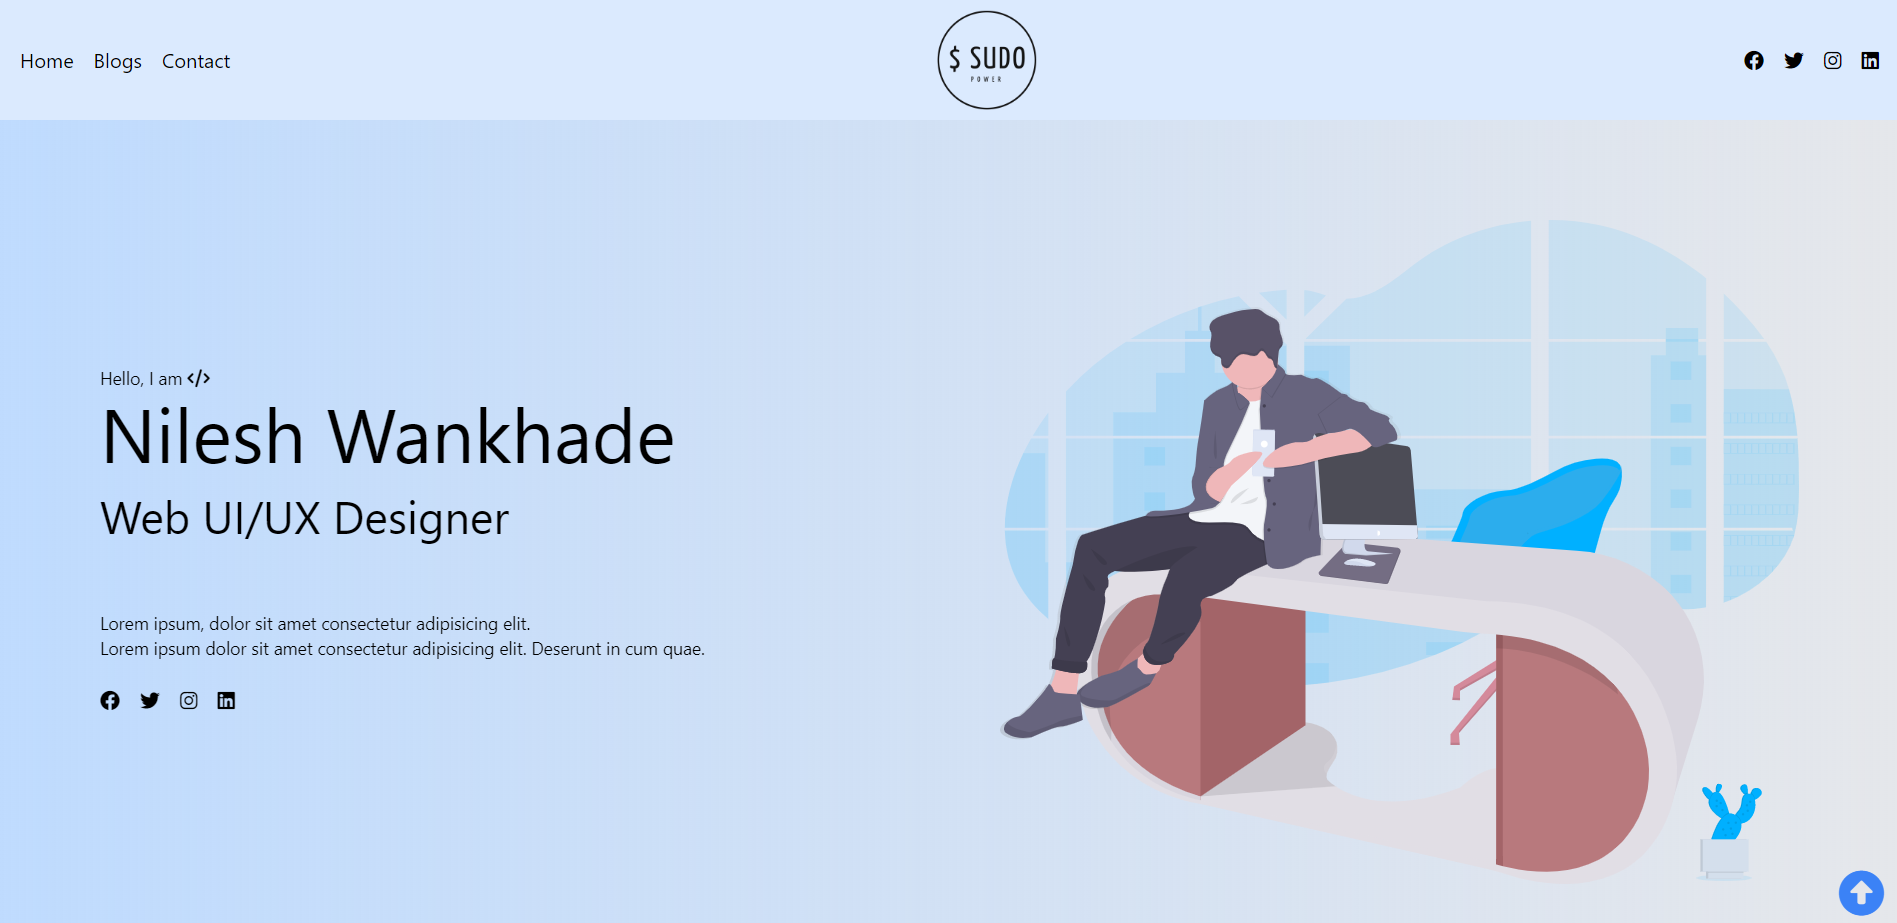 Home Blogs Contact
$ SUDO
POWER
Hello, I am </>
Nilesh Wankhade
Web UI/UX Designer
Lorem ipsum, dolor sit amet consectetur adipisicing elit.
Lorem ipsum dolor sit amet consectetur adipisicing elit. Deserunt in cum quae.